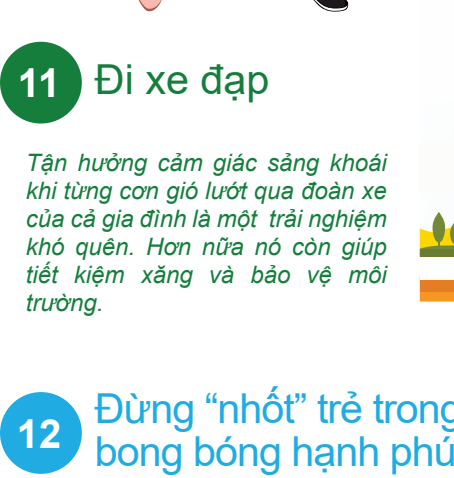 11 Đi xe đạp
Tận hưởng cảm giác sảng khoái
khi từng cơn gió lướt qua đoàn xe
của cả gia đình là một trải nghiệm
khó quên. Hơn nữa nó còn giúp
tiết kiệm xăng và bảo vệ môi
trường.
12 Đừng “nhốt” trẻ trong
bong bóng hạnh phú